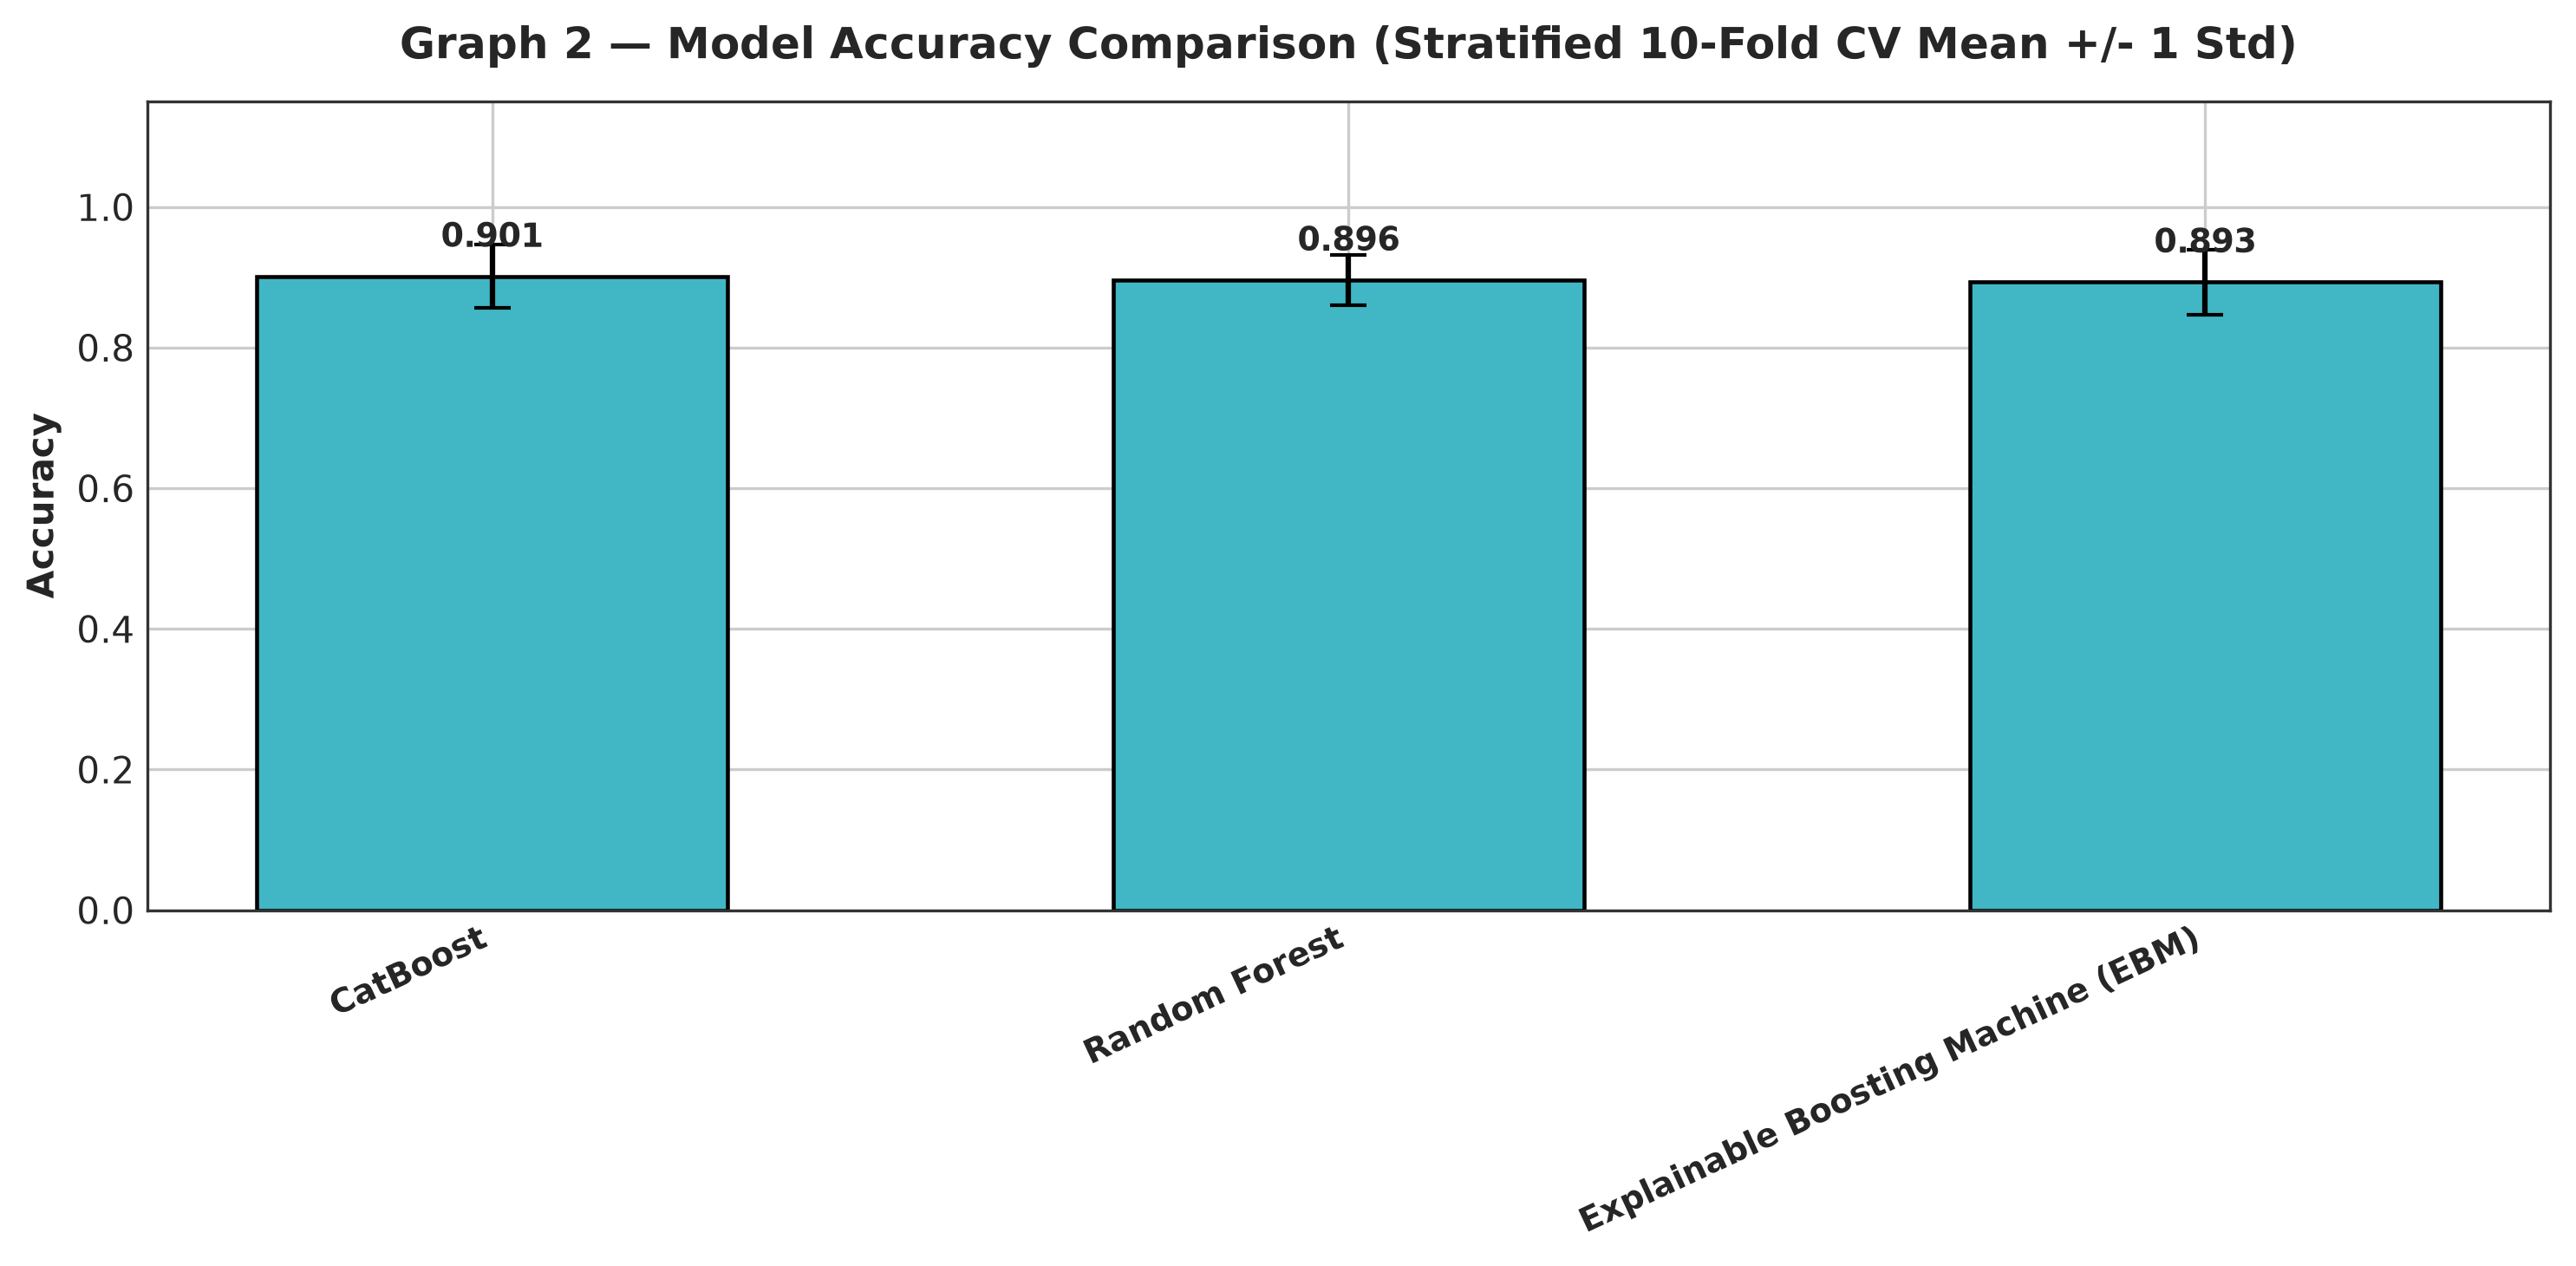 Graph 2 — Model Accuracy Comparison (Stratified 10-Fold CV Mean +/- 1 Std)
Accuracy
1.0
0.8
0.6
0.4
0.2
0.0
0.901
0.896
0.893
CatBoost
Random Forest
Explainable Boosting Machine (EBM)